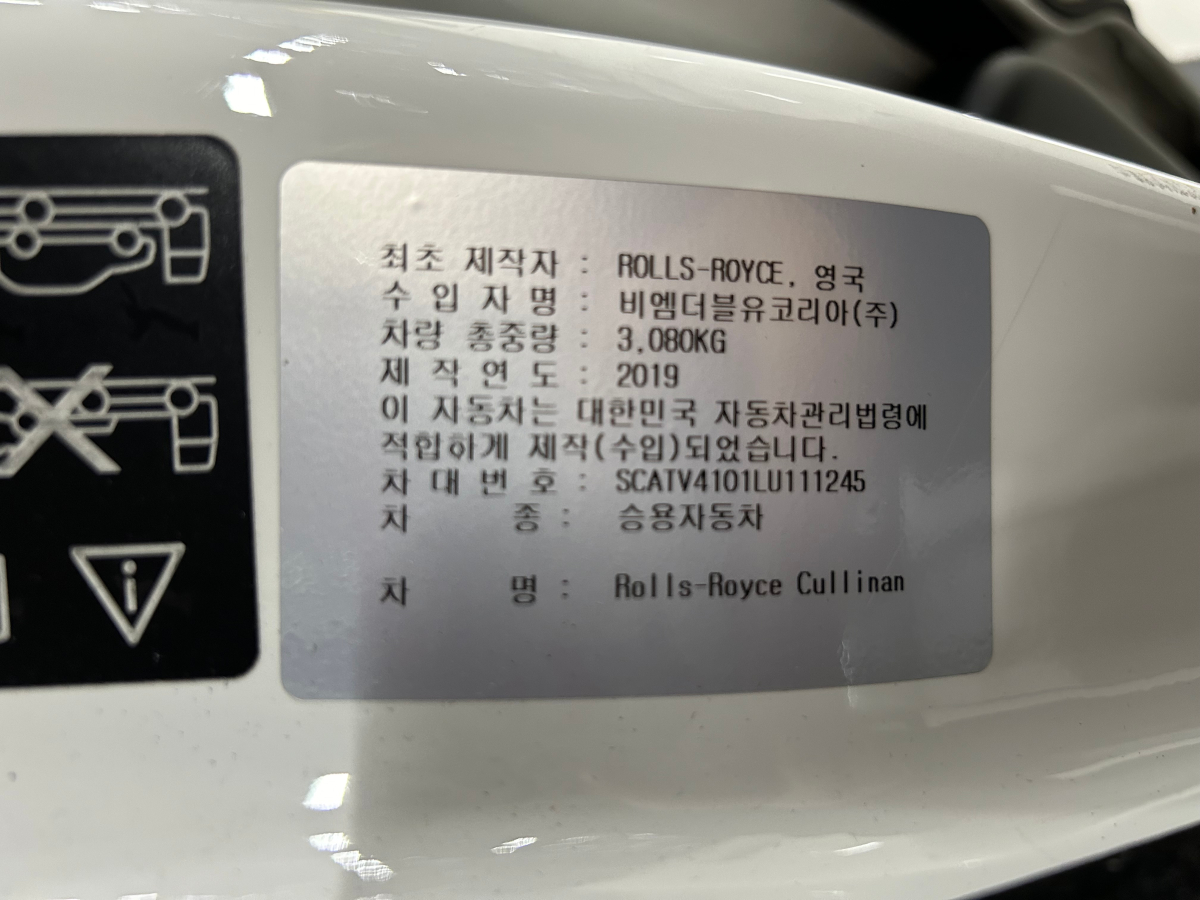 최초 제작자 : ROLLS-ROYCE, 영국
수 입 자 명 : 비엠더블유코리아(주)
차량 총중량 : 3,080KG
제 작 연 도 : 2019
이 자동차는 대한민국 자동차관리법령에
적합하게 제작(수입)되었습니다.
차 대 번 호 : SCATV4101LU111245
차 종 : 승용자동차
차 명 : Rolls-Royce Cullinan